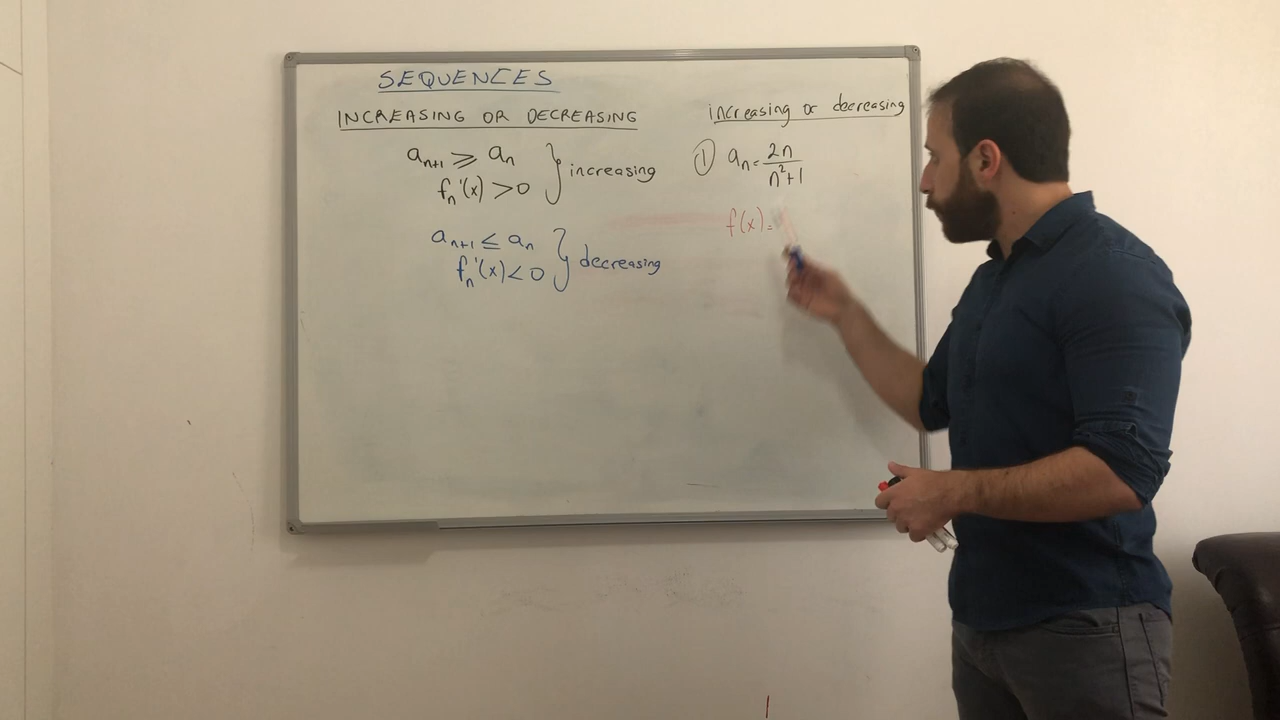 SEQUENCES
INCREASING OR DECREASING
aₙ₊₁ ⩾ aₙ
fₙ'(x) > 0
} increasing
aₙ₊₁ ≤ aₙ
fₙ'(x) < 0
} decreasing
increasing or decreasing
① aₙ = 2n / n²+1
f(x) =